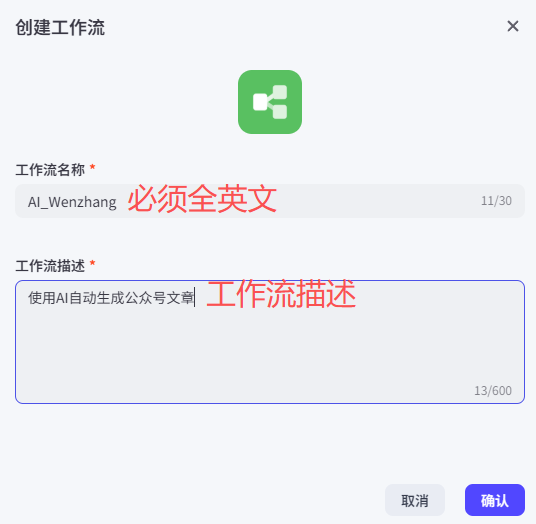 创建工作流
工作流名称 *
AI_Wenzhang 必须全英文 11/30
工作流描述 *
使用AI自动生成公众号文章 工作流描述
13/600
取消 确认